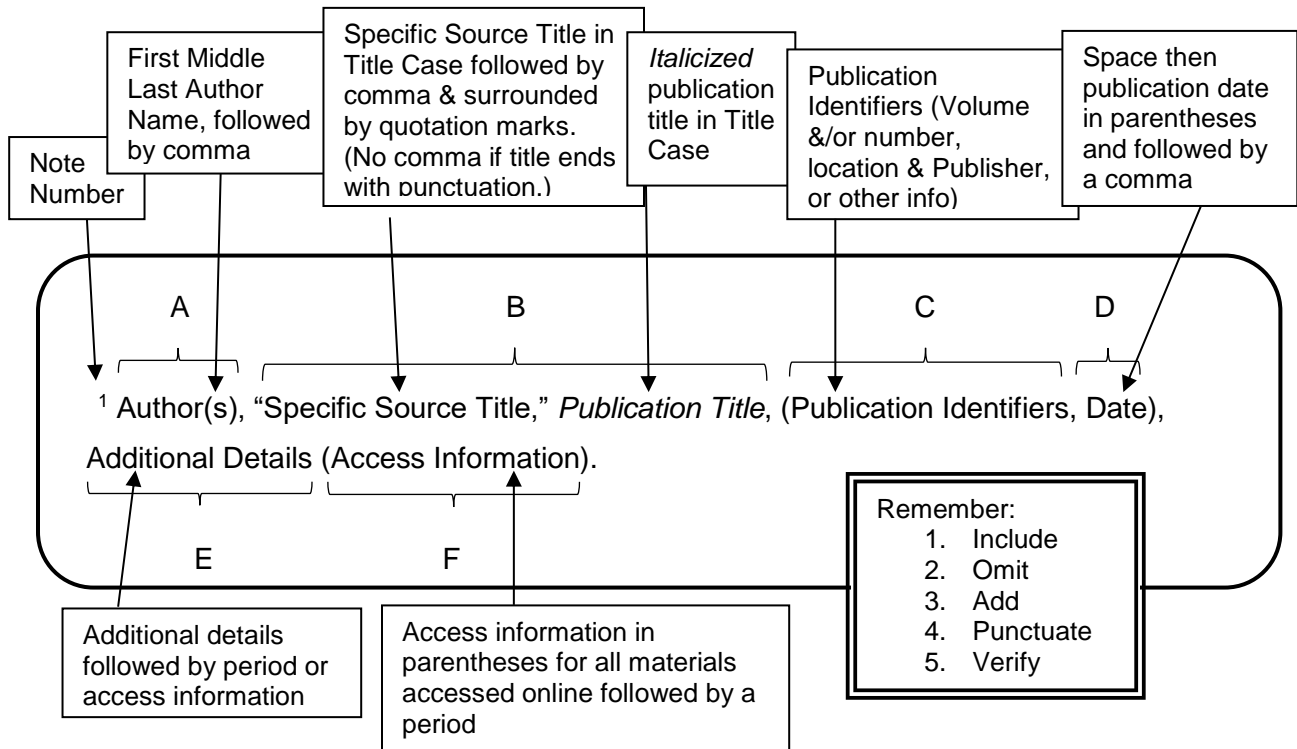 Note
Number
First Middle
Last Author
Name, followed
by comma
Specific Source Title in
Title Case followed by
comma & surrounded
by quotation marks.
(No comma if title ends
with punctuation.)
Italicized
publication
title in Title
Case
Publication
Identifiers (Volume
&/or number,
location & Publisher,
or other info)
Space then
publication date
in parentheses
and followed by
a comma
A
B
C
D
1 Author(s), “Specific Source Title,” Publication Title, (Publication Identifiers, Date),
Additional Details (Access Information).
E
F
Additional details
followed by period or
access information
Access information in
parentheses for all materials
accessed online followed by a
period
Remember:
1. Include
2. Omit
3. Add
4. Punctuate
5. Verify